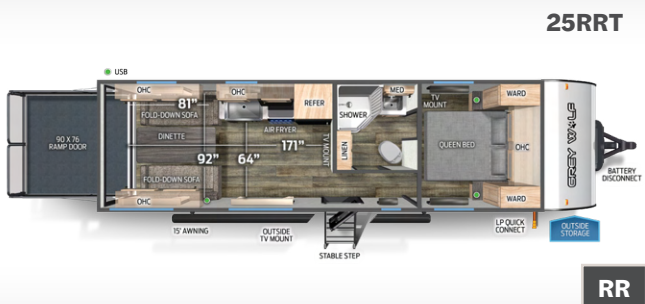 25RRT
USB
OHC
81"
FOLD-DOWN SOFA
DINETTE
92"
FOLD-DOWN SOFA
OHC
90 X 76
RAMP DOOR
OHC
REFER
AIR FRYER
64"
171"
TV MOUNT
MED
SHOWER
LINEN
TV
MOUNT
WARD
QUEEN BED
OHC
WARD
GREY WOLF
BATTERY
DISCONNECT
15' AWNING
OUTSIDE
TV MOUNT
STABLE STEP
LP QUICK
CONNECT
OUTSIDE
STORAGE
RR